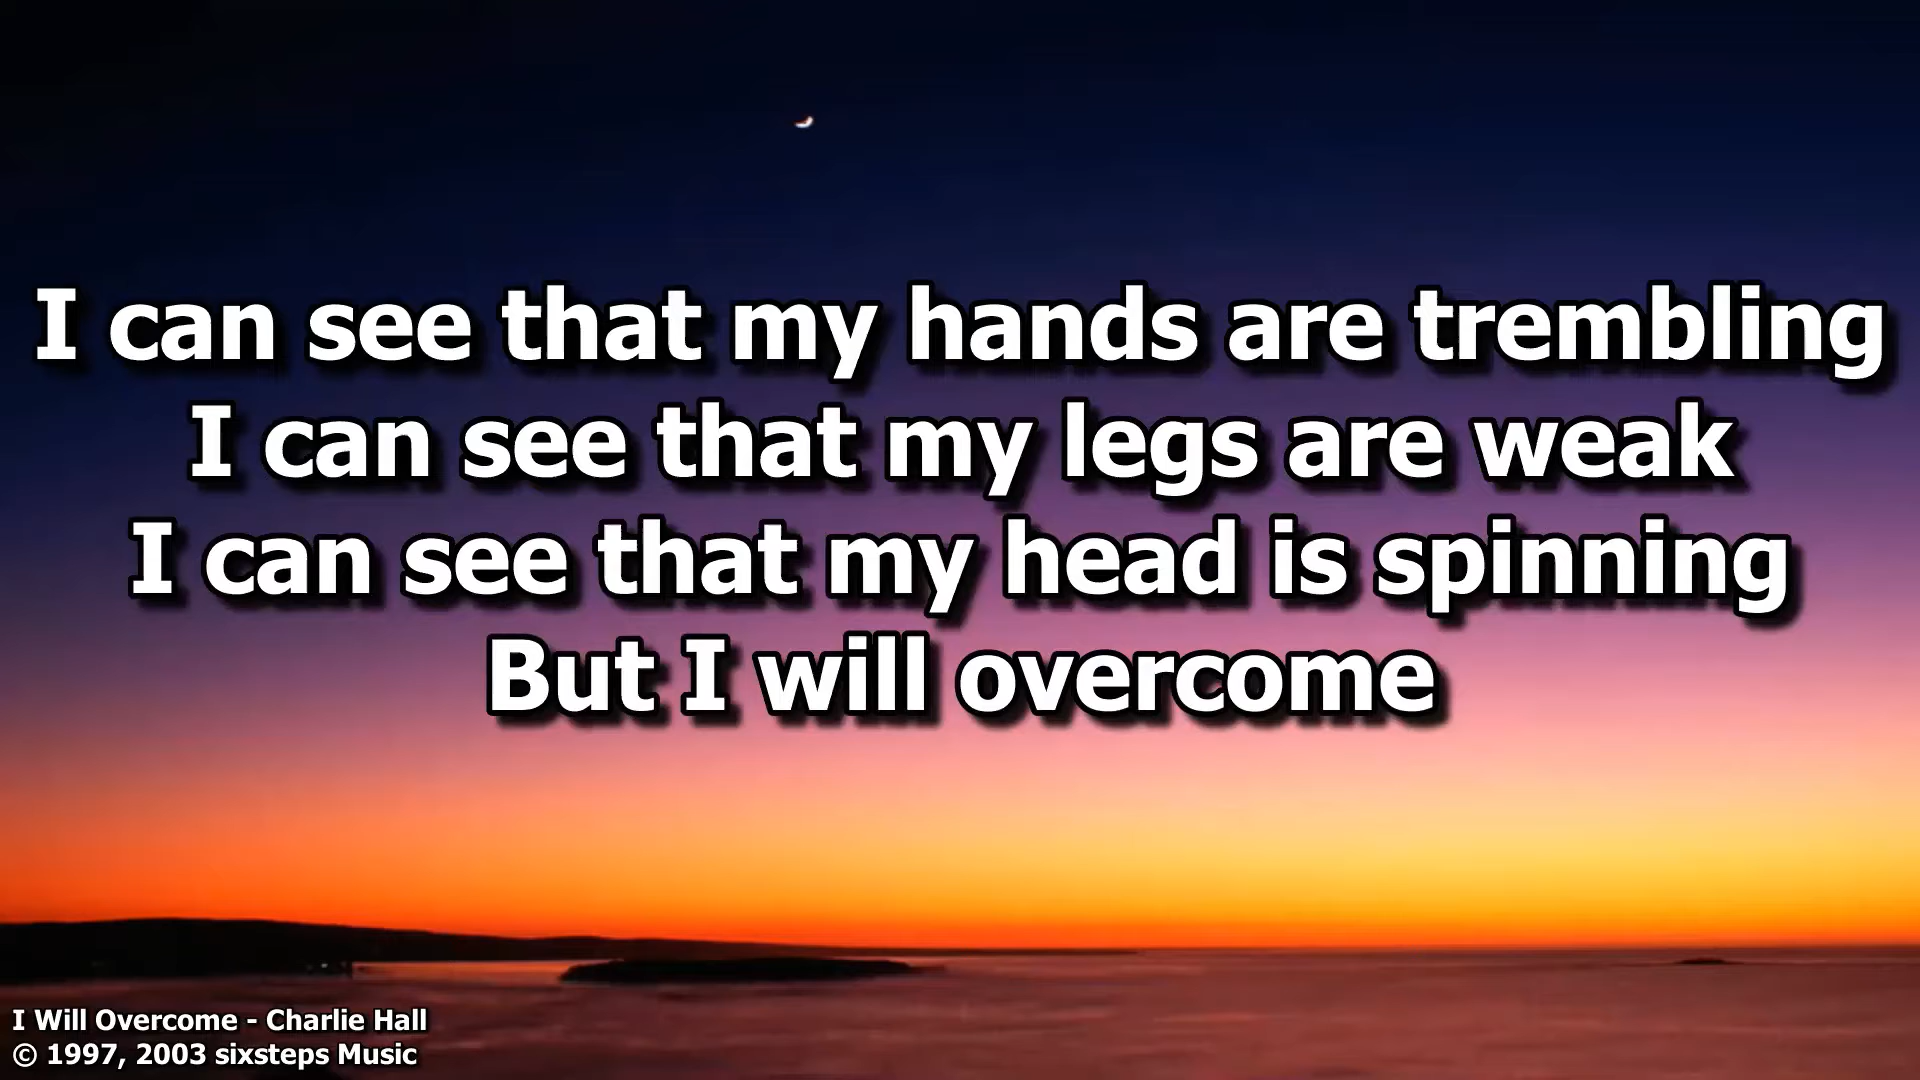 I can see that my hands are trembling
I can see that my legs are weak
I can see that my head is spinning
But I will overcome
I Will Overcome - Charlie Hall
© 1997, 2003 sixsteps Music